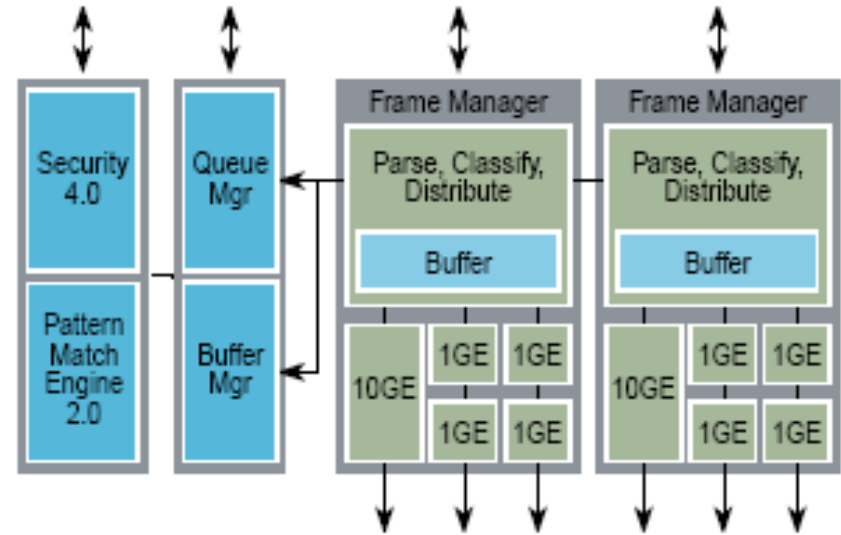 Security
4.0
Pattern
Match
Engine
2.0
Queue
Mgr
Buffer
Mgr
Frame Manager
Parse, Classify,
Distribute
Buffer
10GE
1GE
1GE
1GE
1GE
Frame Manager
Parse, Classify,
Distribute
Buffer
10GE
1GE
1GE
1GE
1GE